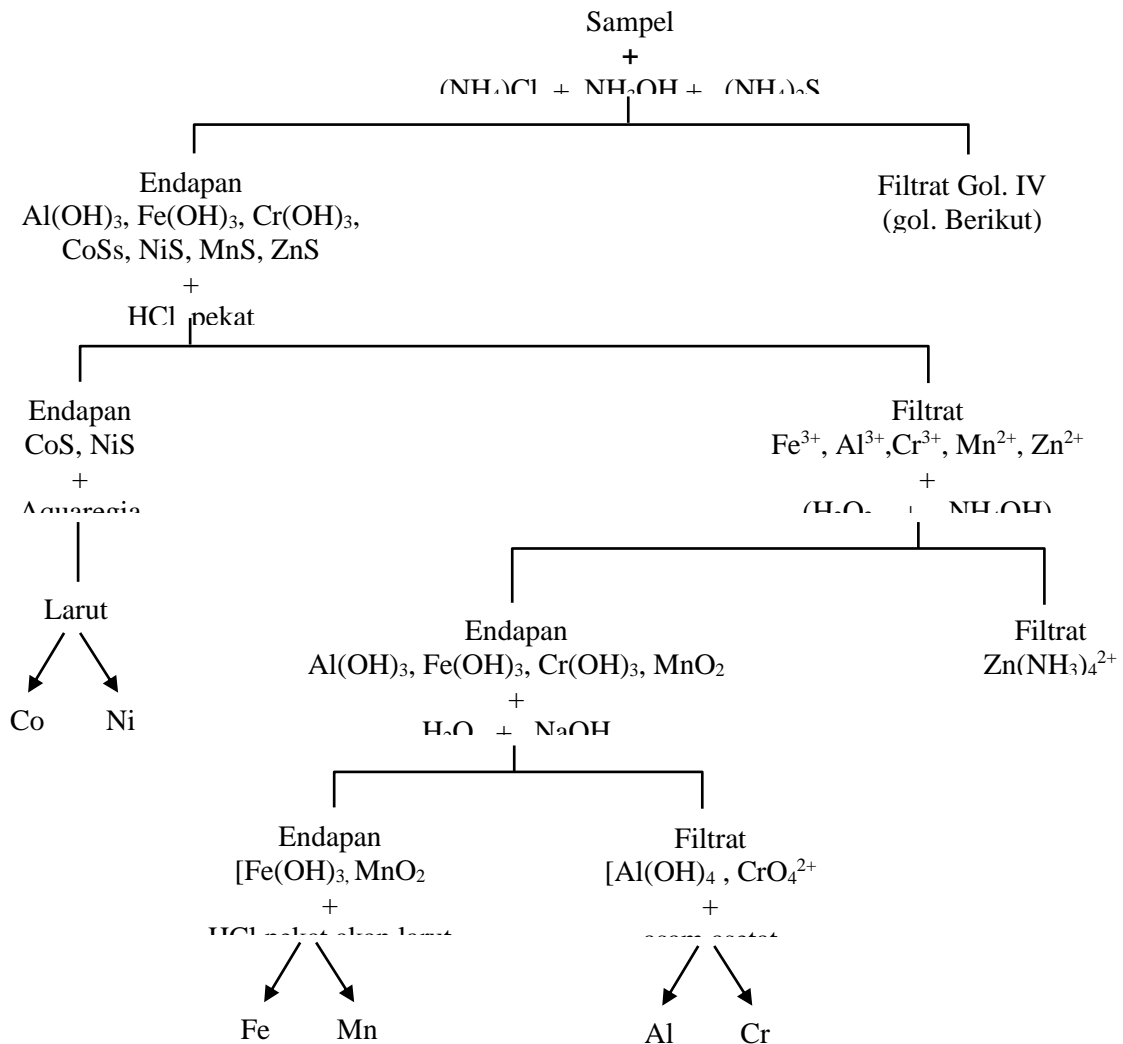 Sampel
+
(NH₄)Cl + NH₃OH + (NH₄)₂S
Endapan
Al(OH)₃, Fe(OH)₃, Cr(OH)₃,
CoSs, NiS, MnS, ZnS
+
HCl pekat
Filtrat Gol. IV
(gol. Berikut)
Endapan
CoS, NiS
+
Aquaregia
Larut
Co Ni
Filtrat
Fe³⁺, Al³⁺,Cr³⁺, Mn²⁺, Zn²⁺
+
(H₂O₂ + NH₄OH)
Endapan
Al(OH)₃, Fe(OH)₃, Cr(OH)₃, MnO₂
+
H₂O + NaOH
Filtrat
Zn(NH₃)₄²⁺
Endapan
[Fe(OH)₃, MnO₂
+
HCl pekat akan larut
Fe Mn
Filtrat
[Al(OH)₄ , CrO₄²⁺
+
asam asetat
Al Cr